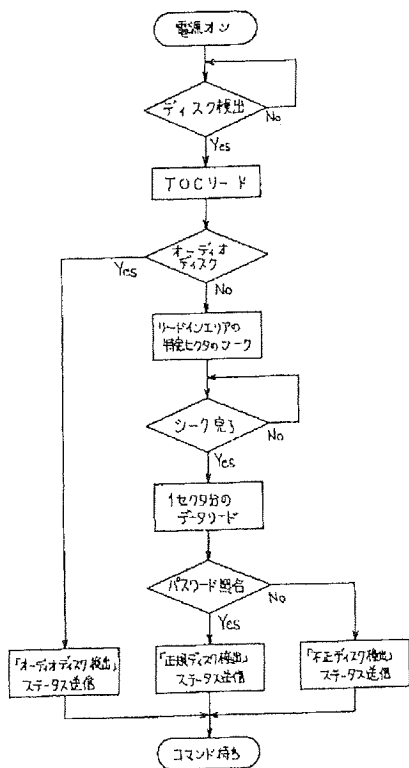 電源オン
ディスク検出
No
Yes
TOCリード
オーディオ
ディスク
Yes
No
リードインエリアの
特定セクタのシーク
シーク完了
No
Yes
1セクタ分の
データリード
パスワード照合
No
Yes
「オーディオディスク検出」
ステータス送信
「正規ディスク検出」
ステータス送信
「不正ディスク検出」
ステータス送信
コマンド待ち